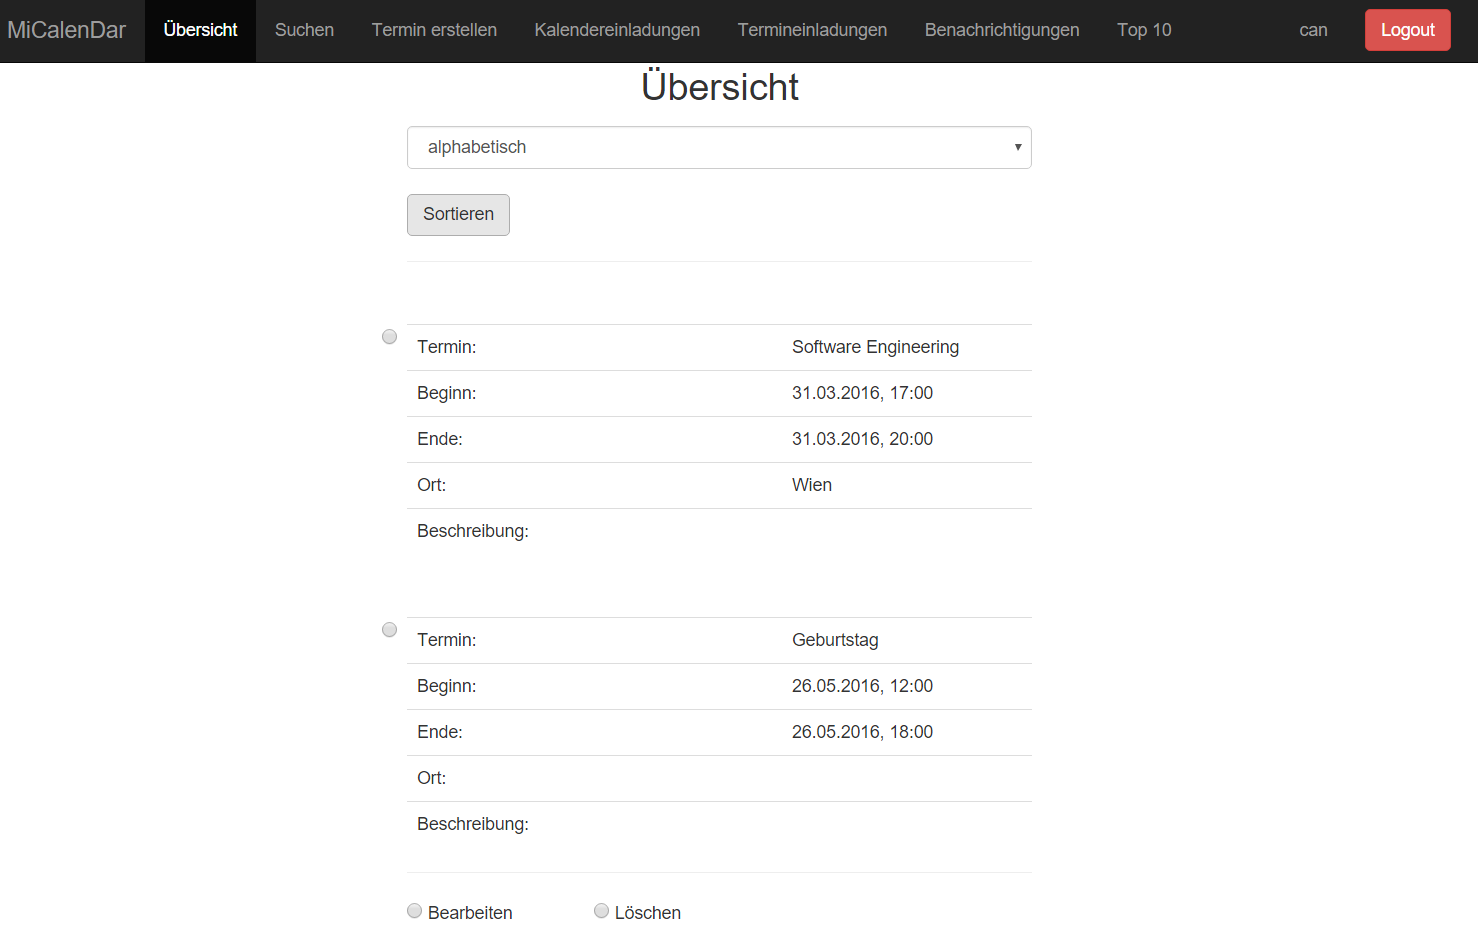 MiCalenDar Übersicht Suchen Termin erstellen Kalendereinladungen Termineinladungen Benachrichtigungen Top 10 can Logout
Übersicht
alphabetisch
Sortieren
Termin: Software Engineering
Beginn: 31.03.2016, 17:00
Ende: 31.03.2016, 20:00
Ort: Wien
Beschreibung:
Termin: Geburtstag
Beginn: 26.05.2016, 12:00
Ende: 26.05.2016, 18:00
Ort:
Beschreibung:
Bearbeiten Löschen